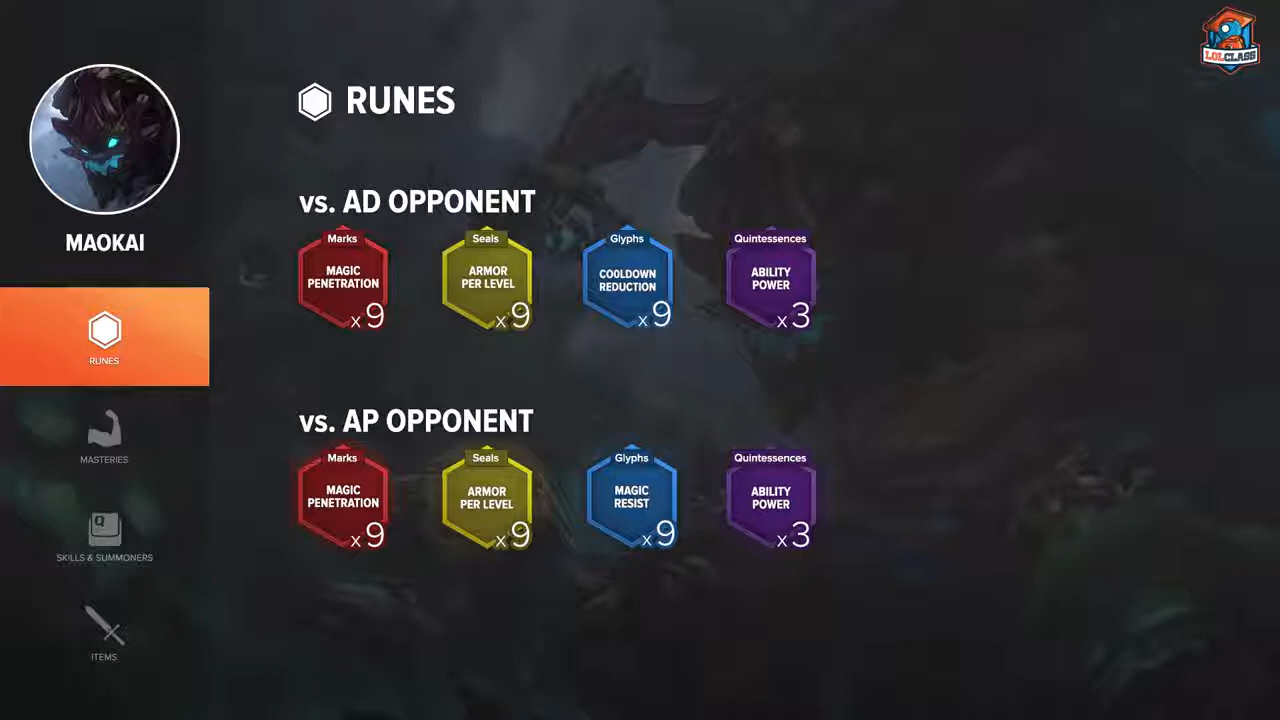 LOLCLASS
RUNES
MAOKAI
RUNES
MASTERIES
Q
SKILLS & SUMMONERS
ITEMS
vs. AD OPPONENT
Marks
MAGIC
PENETRATION
x9
Seals
ARMOR
PER LEVEL
x9
Glyphs
COOLDOWN
REDUCTION
x9
Quintessences
ABILITY
POWER
x3
vs. AP OPPONENT
Marks
MAGIC
PENETRATION
x9
Seals
ARMOR
PER LEVEL
x9
Glyphs
MAGIC
RESIST
x9
Quintessences
ABILITY
POWER
x3